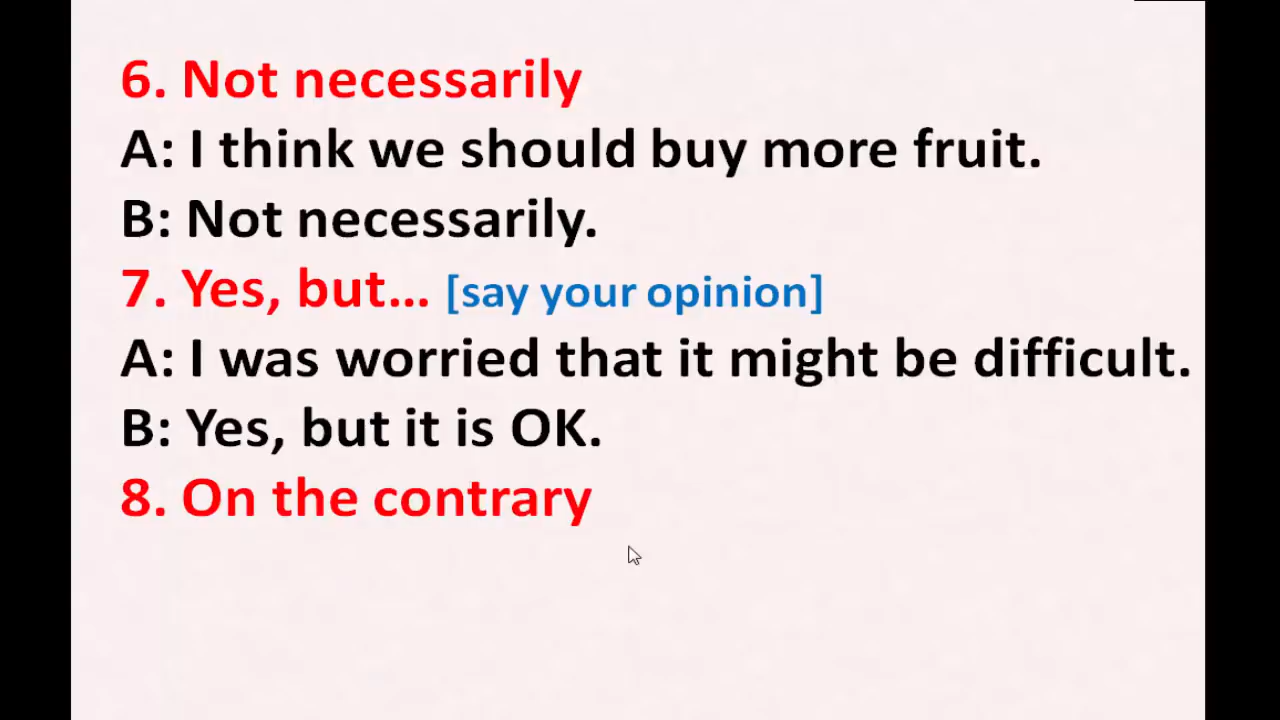 6. Not necessarily
A: I think we should buy more fruit.
B: Not necessarily.
7. Yes, but... [say your opinion]
A: I was worried that it might be difficult.
B: Yes, but it is OK.
8. On the contrary